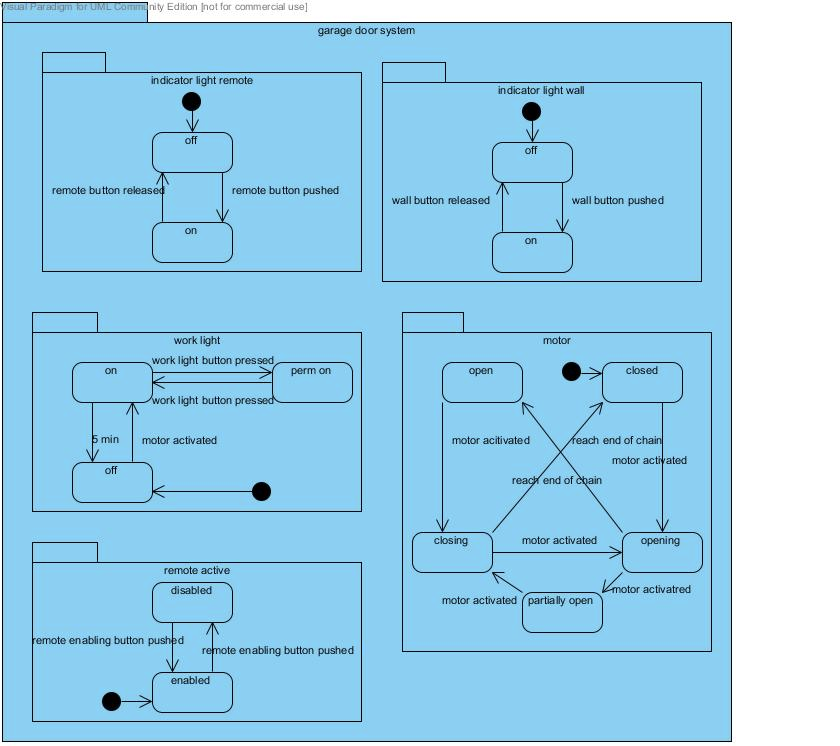 Visual Paradigm for UML Community Edition [not for commercial use]
garage door system
indicator light remote
off
remote button released
remote button pushed
on
indicator light wall
off
wall button released
wall button pushed
on
work light
on
work light button pressed
perm on
work light button pressed
5 min
motor activated
off
motor
open
closed
motor acitivated
reach end of chain
motor activated
reach end of chain
closing
motor activated
opening
motor activated
partially open
motor activatred
remote active
disabled
remote enabling button pushed
remote enabling button pushed
enabled